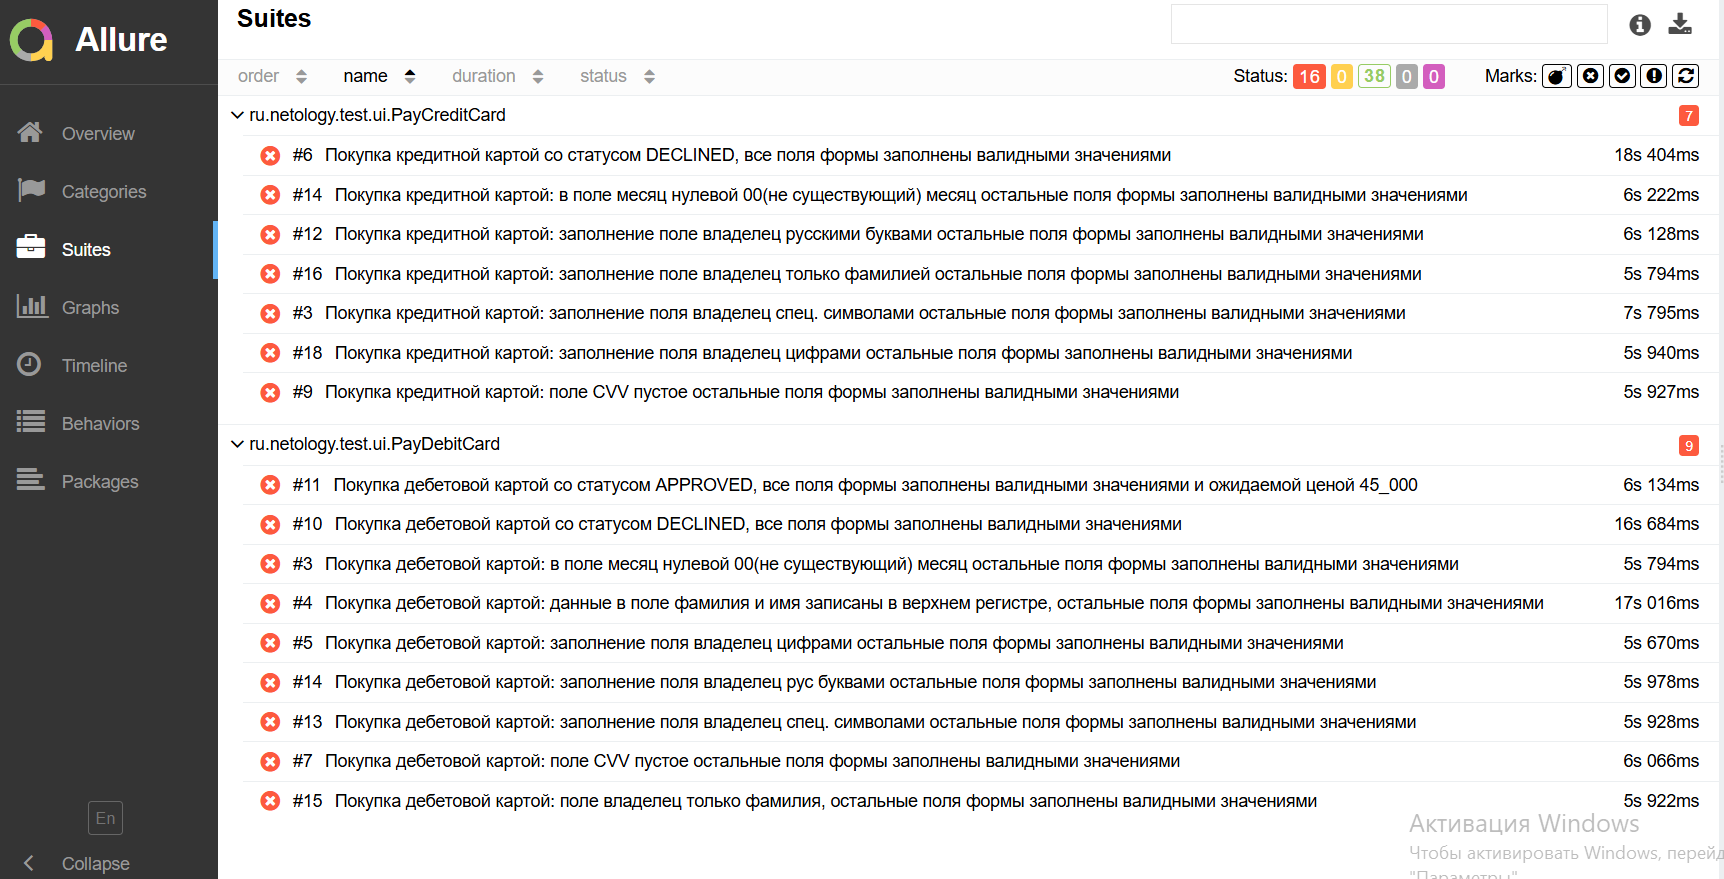 Allure
Overview
Categories
Suites
Graphs
Timeline
Behaviors
Packages
En
Collapse
Suites
order name duration status
Status: 16 0 38 0 0 Marks:
ru.netology.test.ui.PayCreditCard 7
#6 Покупка кредитной картой со статусом DECLINED, все поля формы заполнены валидными значениями 18s 404ms
#14 Покупка кредитной картой: в поле месяц нулевой 00(не существующий) месяц остальные поля формы заполнены валидными значениями 6s 222ms
#12 Покупка кредитной картой: заполнение поле владелец русскими буквами остальные поля формы заполнены валидными значениями 6s 128ms
#16 Покупка кредитной картой: заполнение поле владелец только фамилией остальные поля формы заполнены валидными значениями 5s 794ms
#3 Покупка кредитной картой: заполнение поля владелец спец. символами остальные поля формы заполнены валидными значениями 7s 795ms
#18 Покупка кредитной картой: заполнение поля владелец цифрами остальные поля формы заполнены валидными значениями 5s 940ms
#9 Покупка кредитной картой: поле CVV пустое остальные поля формы заполнены валидными значениями 5s 927ms
ru.netology.test.ui.PayDebitCard 9
#11 Покупка дебетовой картой со статусом APPROVED, все поля формы заполнены валидными значениями и ожидаемой ценой 45_000 6s 134ms
#10 Покупка дебетовой картой со статусом DECLINED, все поля формы заполнены валидными значениями 16s 684ms
#3 Покупка дебетовой картой: в поле месяц нулевой 00(не существующий) месяц остальные поля формы заполнены валидными значениями 5s 794ms
#4 Покупка дебетовой картой: данные в поле фамилия и имя записаны в верхнем регистре, остальные поля формы заполнены валидными значениями 17s 016ms
#5 Покупка дебетовой картой: заполнение поля владелец цифрами остальные поля формы заполнены валидными значениями 5s 670ms
#14 Покупка дебетовой картой: заполнение поля владелец рус буквами остальные поля формы заполнены валидными значениями 5s 978ms
#13 Покупка дебетовой картой: заполнение поля владелец спец. символами остальные поля формы заполнены валидными значениями 5s 928ms
#7 Покупка дебетовой картой: поле CVV пустое остальные поля формы заполнены валидными значениями 6s 066ms
#15 Покупка дебетовой картой: поле владелец только фамилия, остальные поля формы заполнены валидными значениями 5s 922ms
Активация Windows
Чтобы активировать Windows, перейд
"Параметры"